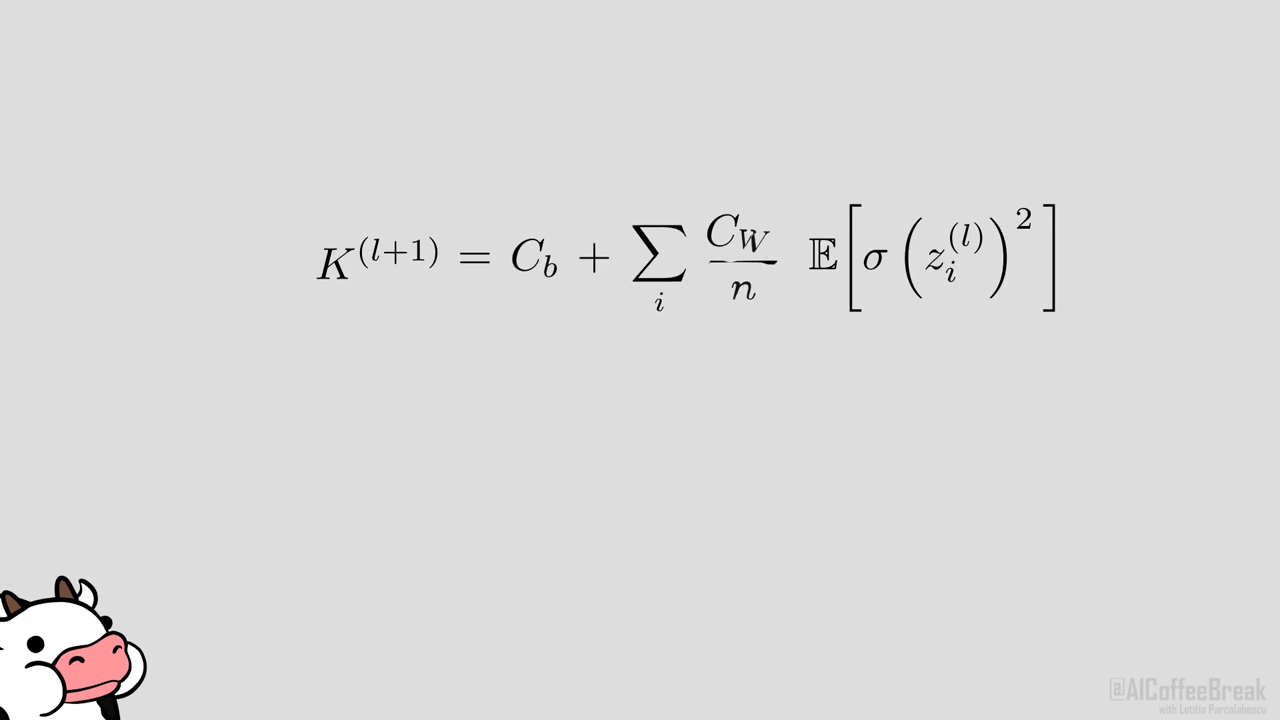 K^{(l+1)} = C_b + \sum_i \frac{C_W}{n} \mathbb{E}\left[\sigma\left(z_i^{(l)}\right)^2\right]
@AICoffeeBreak
with Letitia Parcalabescu